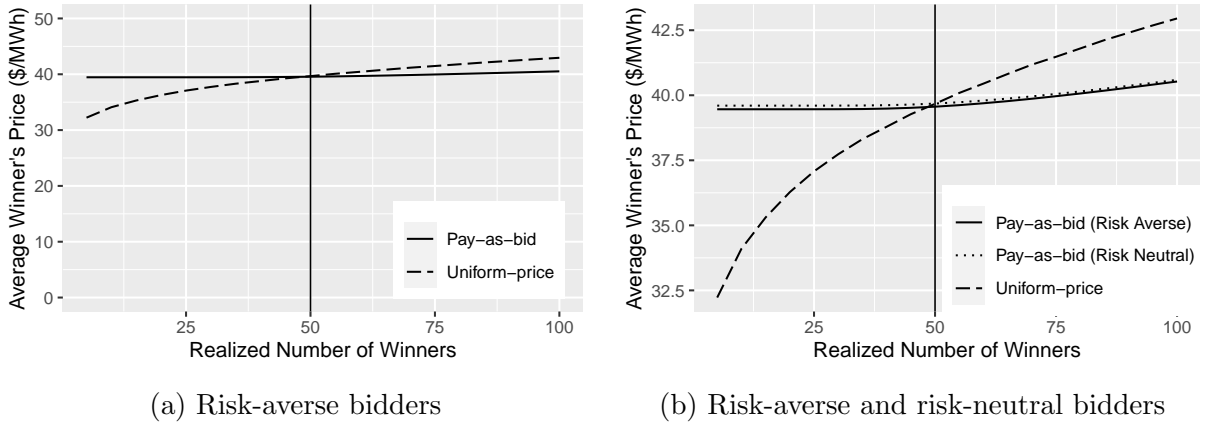 Average Winner's Price ($/MWh)
50
40
30
20
10
0
Pay−as−bid
Uniform−price
25
50
75
100
Realized Number of Winners
(a) Risk-averse bidders
Average Winner's Price ($/MWh)
42.5
40.0
37.5
35.0
32.5
Pay−as−bid (Risk Averse)
Pay−as−bid (Risk Neutral)
Uniform−price
25
50
75
100
Realized Number of Winners
(b) Risk-averse and risk-neutral bidders